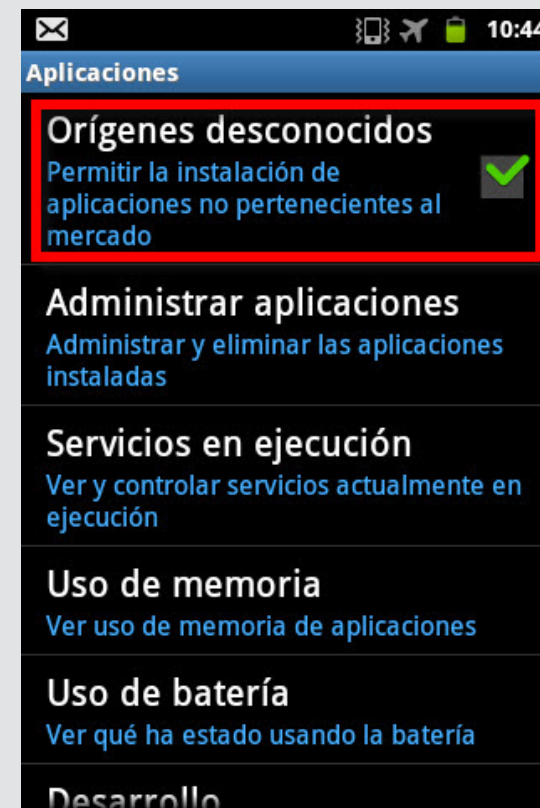 10:44
Aplicaciones
Orígenes desconocidos
Permitir la instalación de
aplicaciones no pertenecientes al
mercado
Administrar aplicaciones
Administrar y eliminar las aplicaciones
instaladas
Servicios en ejecución
Ver y controlar servicios actualmente en
ejecución
Uso de memoria
Ver uso de memoria de aplicaciones
Uso de batería
Ver qué ha estado usando la batería
Desarrollo